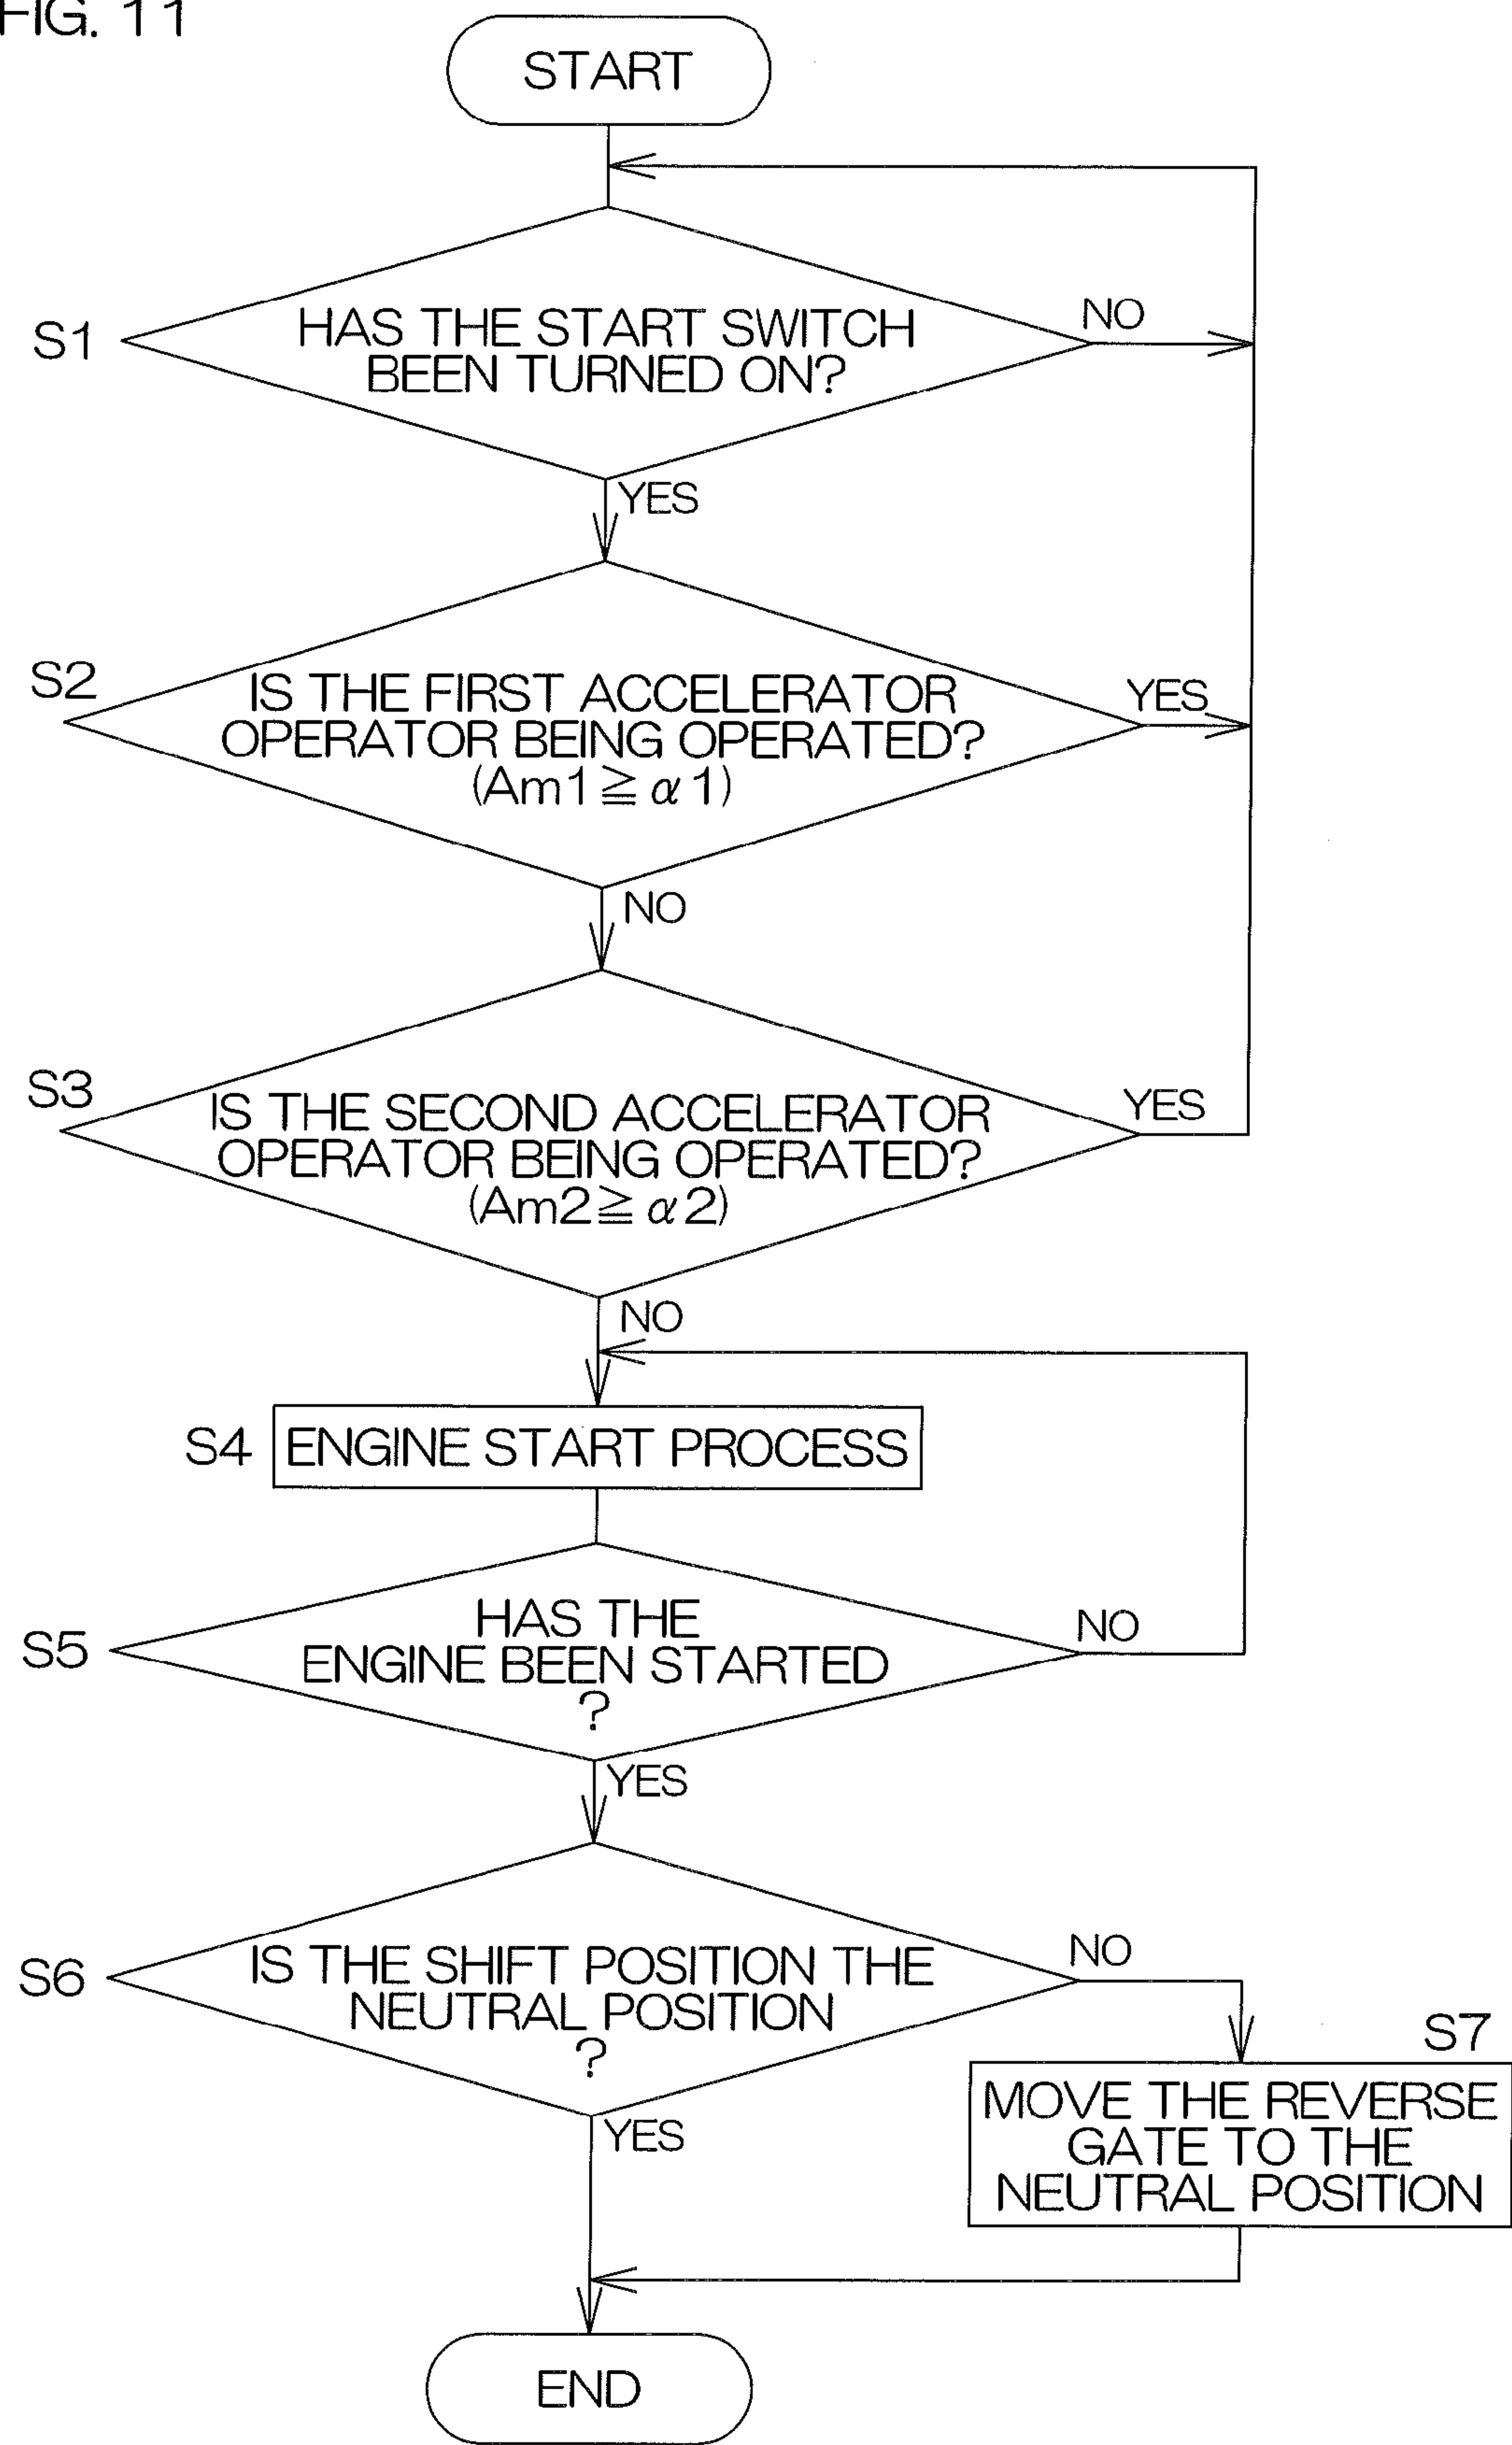 FIG. 11
START
S1
HAS THE START SWITCH
BEEN TURNED ON?
NO
YES
S2
IS THE FIRST ACCELERATOR
OPERATOR BEING OPERATED?
(Am1≧α1)
YES
NO
S3
IS THE SECOND ACCELERATOR
OPERATOR BEING OPERATED?
(Am2≧α2)
YES
NO
S4
ENGINE START PROCESS
S5
HAS THE
ENGINE BEEN STARTED
?
NO
YES
S6
IS THE SHIFT POSITION THE
NEUTRAL POSITION
?
NO
YES
S7
MOVE THE REVERSE
GATE TO THE
NEUTRAL POSITION
END